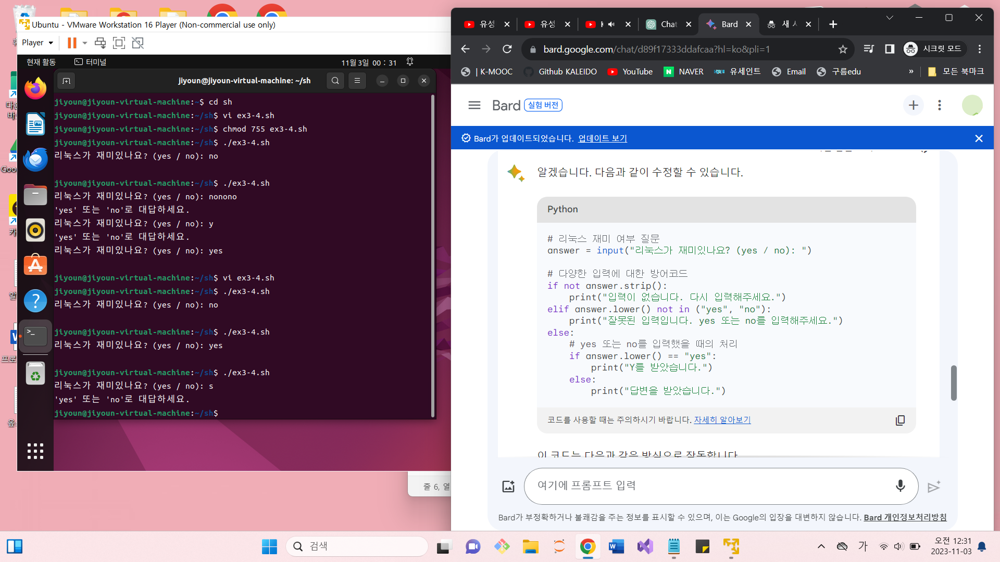 Ubuntu - VMware Workstation 16 Player (Non-commercial use only)
Player
현재 활동
터미널
11월 3일 00 : 31
jiyoun@jiyoun-virtual-machine: ~/sh
jiyoun@jiyoun-virtual-machine:~$ cd sh
jiyoun@jiyoun-virtual-machine:~/sh$ vi ex3-4.sh
jiyoun@jiyoun-virtual-machine:~/sh$ chmod 755 ex3-4.sh
jiyoun@jiyoun-virtual-machine:~/sh$ ./ex3-4.sh
리눅스가 재미있나요? (yes / no): no
jiyoun@jiyoun-virtual-machine:~/sh$ ./ex3-4.sh
리눅스가 재미있나요? (yes / no): nonono
'yes' 또는 'no'로 대답하세요.
리눅스가 재미있나요? (yes / no): y
'yes' 또는 'no'로 대답하세요.
리눅스가 재미있나요? (yes / no): yes
jiyoun@jiyoun-virtual-machine:~/sh$ vi ex3-4.sh
jiyoun@jiyoun-virtual-machine:~/sh$ ./ex3-4.sh
리눅스가 재미있나요? (yes / no): no
jiyoun@jiyoun-virtual-machine:~/sh$ ./ex3-4.sh
리눅스가 재미있나요? (yes / no): yes
jiyoun@jiyoun-virtual-machine:~/sh$ ./ex3-4.sh
리눅스가 재미있나요? (yes / no): s
'yes' 또는 'no'로 대답하세요.
jiyoun@jiyoun-virtual-machine:~/sh$
줄 6, 열
유성
유성
Chat
Bard
새 시
bard.google.com/chat/d89f17333ddafcaa?hl=ko&pli=1
시크릿 모드
| K-MOOC
Github KALEIDO
YouTube
NAVER
유세인트
Email
구름edu
»
모든 북마크
Bard 실험 버전
Bard가 업데이트되었습니다. 업데이트 보기
알겠습니다. 다음과 같이 수정할 수 있습니다.
Python
# 리눅스 재미 여부 질문
answer = input("리눅스가 재미있나요? (yes / no): ")
# 다양한 입력에 대한 방어코드
if not answer.strip():
    print("입력이 없습니다. 다시 입력해주세요.")
elif answer.lower() not in ("yes", "no"):
    print("잘못된 입력입니다. yes 또는 no를 입력해주세요.")
else:
    # yes 또는 no를 입력했을 때의 처리
    if answer.lower() == "yes":
        print("Y를 받았습니다.")
    else:
        print("답변을 받았습니다.")
코드를 사용할 때는 주의하시기 바랍니다. 자세히 알아보기
이 코드는 다음과 같은 방식으로 작동합니다
여기에 프롬프트 입력
Bard가 부정확하거나 불쾌감을 주는 정보를 표시할 수 있으며, 이는 Google의 입장을 대변하지 않습니다. Bard 개인정보처리방침
검색
가
오전 12:31
2023-11-03